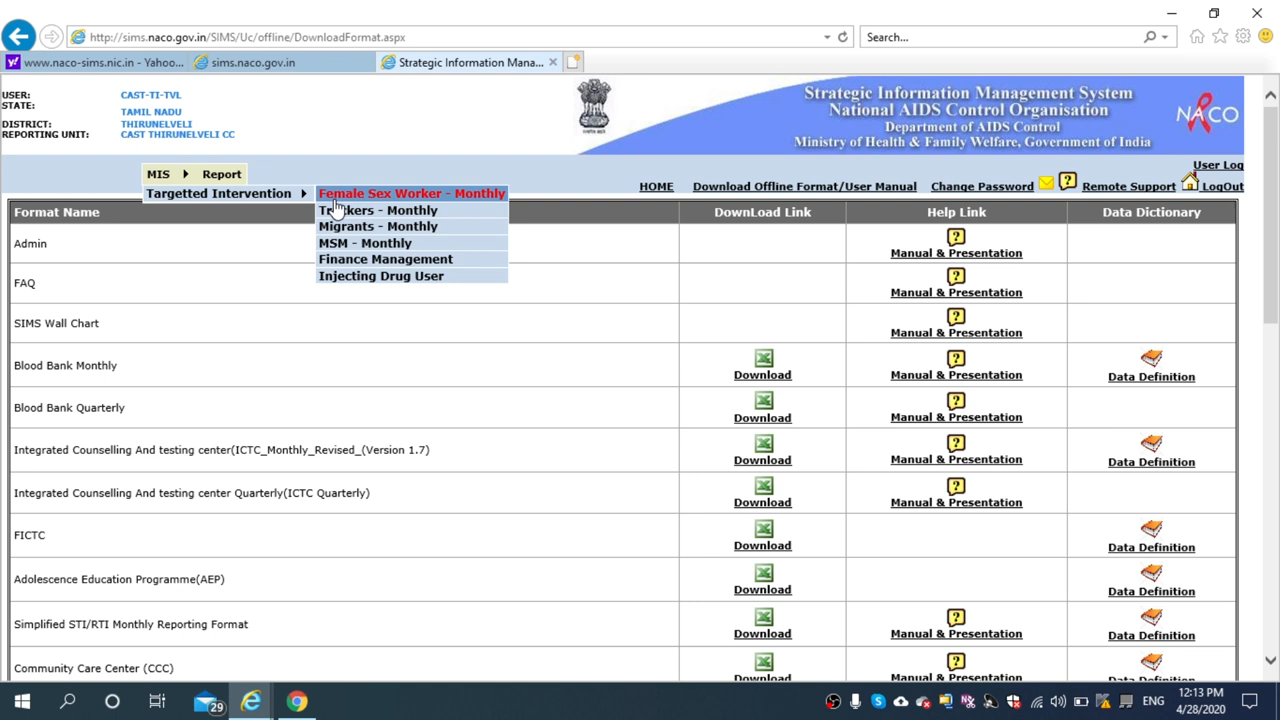 http://sims.naco.gov.in/SIMS/Uc/offline/DownloadFormat.aspx
Search...
www.naco-sims.nic.in - Yahoo...
sims.naco.gov.in
Strategic Information Mana...
USER: CAST-TI-TVL
STATE: TAMIL NADU
DISTRICT: THIRUNELVELI
REPORTING UNIT: CAST THIRUNELVELI CC
Strategic Information Management System
National AIDS Control Organisation
Department of AIDS Control
Ministry of Health & Family Welfare, Government of India
NACO
User Log
MIS Report
HOME Download Offline Format/User Manual Change Password Remote Support LogOut
Targetted Intervention
Female Sex Worker - Monthly
Truckers - Monthly
Migrants - Monthly
MSM - Monthly
Finance Management
Injecting Drug User
Format Name DownLoad Link Help Link Data Dictionary
Admin Manual & Presentation
FAQ Manual & Presentation
SIMS Wall Chart Manual & Presentation
Blood Bank Monthly Download Manual & Presentation Data Definition
Blood Bank Quarterly Download Manual & Presentation
Integrated Counselling And testing center(ICTC_Monthly_Revised_(Version 1.7) Download Manual & Presentation Data Definition
Integrated Counselling And testing center Quarterly(ICTC Quarterly) Download Manual & Presentation
FICTC Download Data Definition
Adolescence Education Programme(AEP) Download Data Definition
Simplified STI/RTI Monthly Reporting Format Download Manual & Presentation Data Definition
Community Care Center (CCC) Download Manual & Presentation Data Definition
29
ENG
12:13 PM
4/28/2020